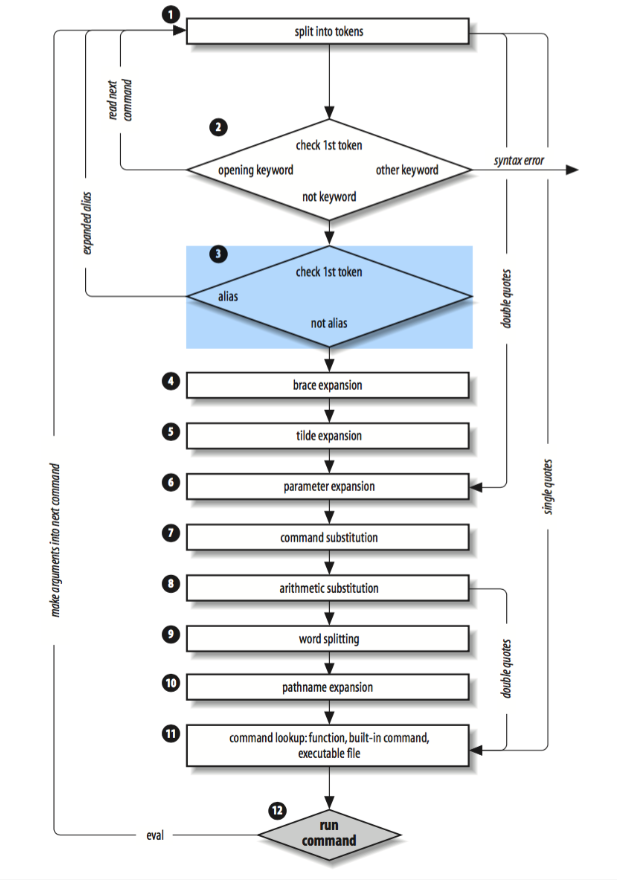 1
split into tokens
read next
command
2
check 1st token
opening keyword
other keyword
not keyword
syntax error
expanded alias
3
check 1st token
alias
not alias
double quotes
4
brace expansion
5
tilde expansion
6
parameter expansion
single quotes
make arguments into next command
7
command substitution
8
arithmetic substitution
9
word splitting
double quotes
10
pathname expansion
11
command lookup: function, built-in command,
executable file
12
run
command
eval